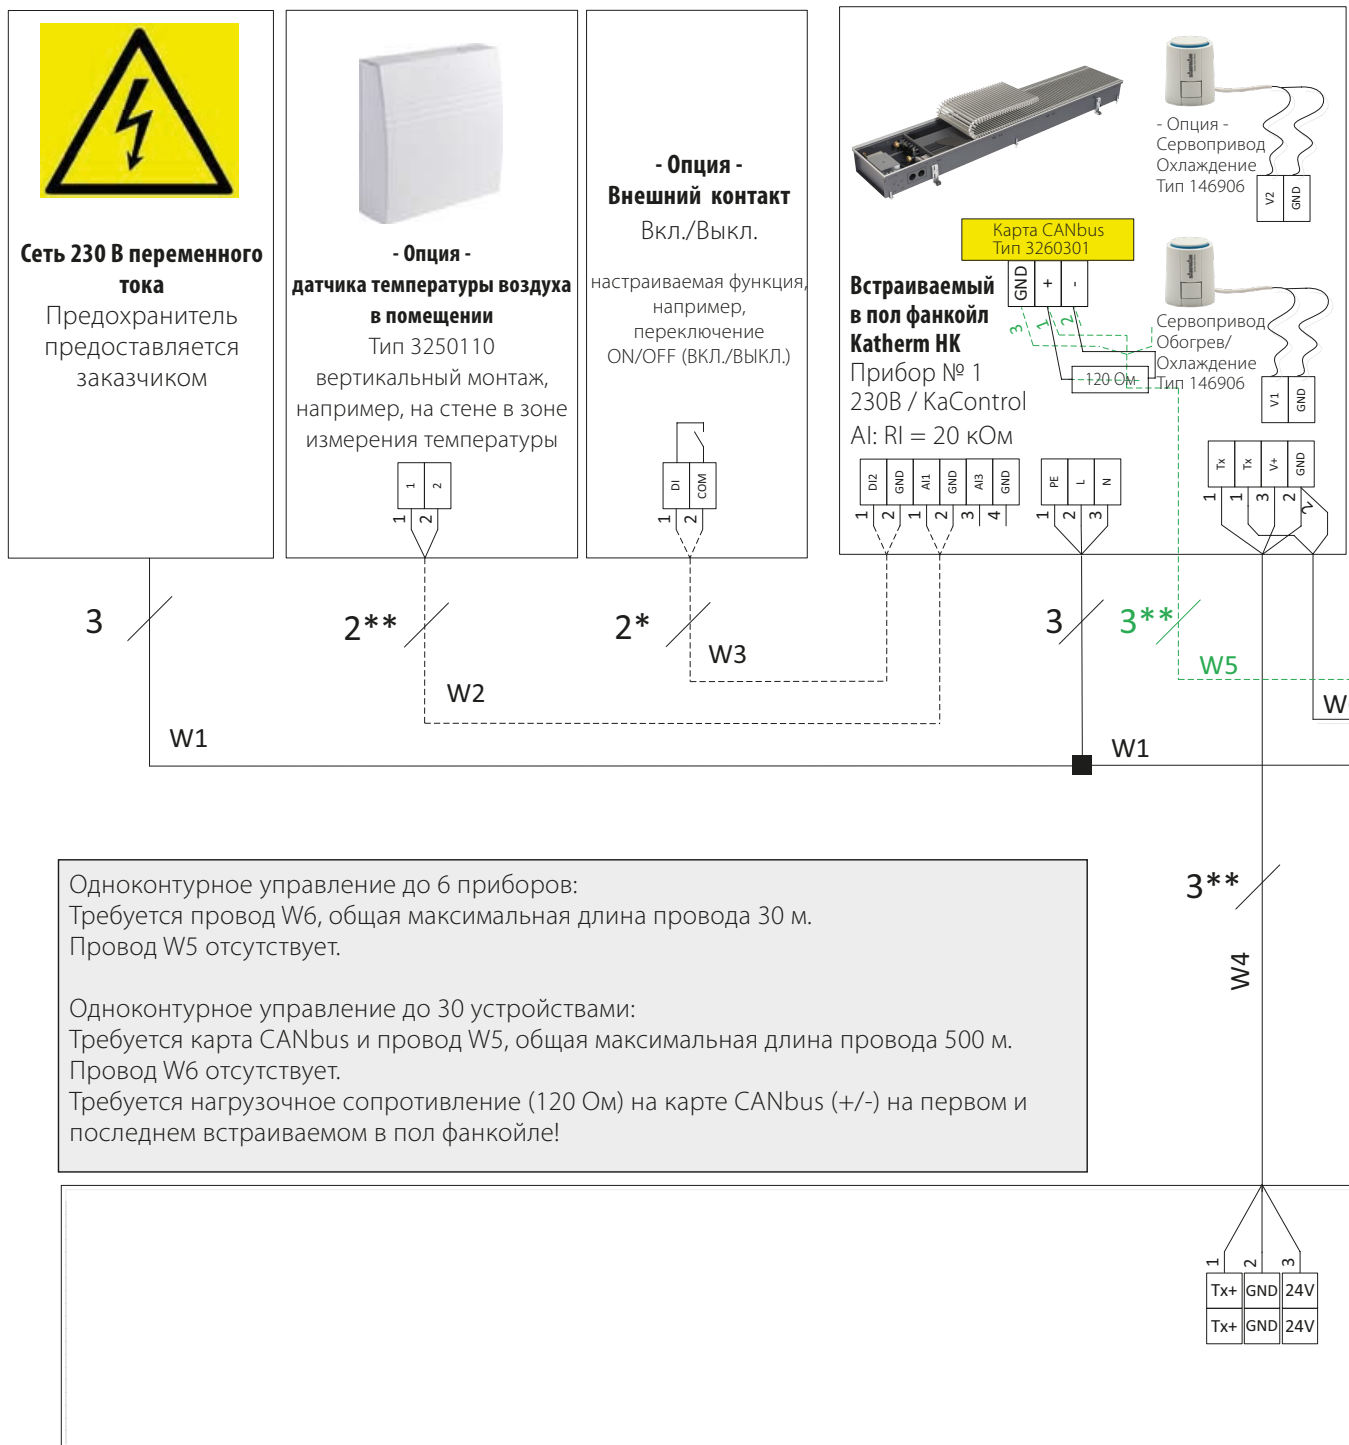 Сеть 230 В переменного
тока
Предохранитель
предоставляется
заказчиком
- Опция -
датчика температуры воздуха
в помещении
Тип 3250110
вертикальный монтаж,
например, на стене в зоне
измерения температуры
1 2
1 2
- Опция -
Внешний контакт
Вкл./Выкл.
настраиваемая функция,
например,
переключение
ON/OFF (ВКЛ./ВЫКЛ.)
DI COM
1 2
- Опция -
Сервопривод
Охлаждение
Тип 146906
V2 GND
Карта CANbus
Тип 3260301
GND + -
3 1 2
120 Ом
Встраиваемый
в пол фанкойл
Katherm HK
Прибор № 1
230В / KaControl
AI: RI = 20 кОм
Сервопривод
Обогрев/
Охлаждение
Тип 146906
V1 GND
DI2 GND AI1 GND AI3 GND
1 2 1 2 3 4
PE L N
1 2 3
Tx Tx V+ GND
1 1 3 2 2
3
2**
2*
3
3**
W3
W5
W2
W
W1
W1
Одноконтурное управление до 6 приборов:
Требуется провод W6, общая максимальная длина провода 30 м.
Провод W5 отсутствует.
Одноконтурное управление до 30 устройствами:
Требуется карта CANbus и провод W5, общая максимальная длина провода 500 м.
Провод W6 отсутствует.
Требуется нагрузочное сопротивление (120 Ом) на карте CANbus (+/-) на первом и
последнем встраиваемом в пол фанкойле!
3**
W4
1 2 3
Tx+ GND 24V
Tx+ GND 24V